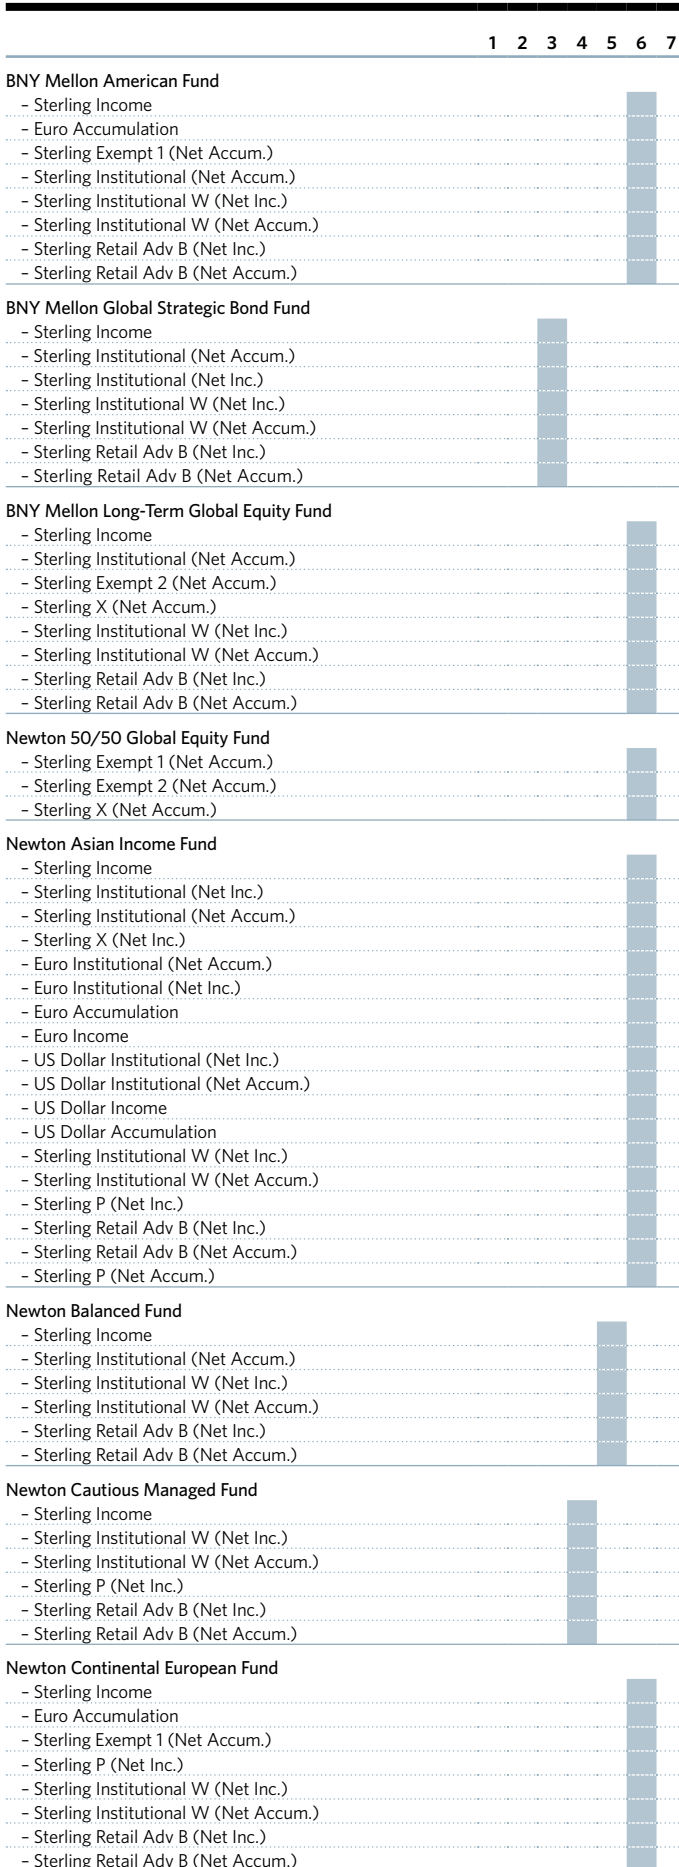 1 2 3 4 5 6 7
BNY Mellon American Fund
– Sterling Income
– Euro Accumulation
– Sterling Exempt 1 (Net Accum.)
– Sterling Institutional (Net Accum.)
– Sterling Institutional W (Net Inc.)
– Sterling Institutional W (Net Accum.)
– Sterling Retail Adv B (Net Inc.)
– Sterling Retail Adv B (Net Accum.)
BNY Mellon Global Strategic Bond Fund
– Sterling Income
– Sterling Institutional (Net Accum.)
– Sterling Institutional (Net Inc.)
– Sterling Institutional W (Net Inc.)
– Sterling Institutional W (Net Accum.)
– Sterling Retail Adv B (Net Inc.)
– Sterling Retail Adv B (Net Accum.)
BNY Mellon Long-Term Global Equity Fund
– Sterling Income
– Sterling Institutional (Net Accum.)
– Sterling Exempt 2 (Net Accum.)
– Sterling X (Net Accum.)
– Sterling Institutional W (Net Inc.)
– Sterling Institutional W (Net Accum.)
– Sterling Retail Adv B (Net Inc.)
– Sterling Retail Adv B (Net Accum.)
Newton 50/50 Global Equity Fund
– Sterling Exempt 1 (Net Accum.)
– Sterling Exempt 2 (Net Accum.)
– Sterling X (Net Accum.)
Newton Asian Income Fund
– Sterling Income
– Sterling Institutional (Net Inc.)
– Sterling Institutional (Net Accum.)
– Sterling X (Net Inc.)
– Euro Institutional (Net Accum.)
– Euro Institutional (Net Inc.)
– Euro Accumulation
– Euro Income
– US Dollar Institutional (Net Inc.)
– US Dollar Institutional (Net Accum.)
– US Dollar Income
– US Dollar Accumulation
– Sterling Institutional W (Net Inc.)
– Sterling Institutional W (Net Accum.)
– Sterling P (Net Inc.)
– Sterling Retail Adv B (Net Inc.)
– Sterling Retail Adv B (Net Accum.)
– Sterling P (Net Accum.)
Newton Balanced Fund
– Sterling Income
– Sterling Institutional (Net Accum.)
– Sterling Institutional W (Net Inc.)
– Sterling Institutional W (Net Accum.)
– Sterling Retail Adv B (Net Inc.)
– Sterling Retail Adv B (Net Accum.)
Newton Cautious Managed Fund
– Sterling Income
– Sterling Institutional W (Net Inc.)
– Sterling Institutional W (Net Accum.)
– Sterling P (Net Inc.)
– Sterling Retail Adv B (Net Inc.)
– Sterling Retail Adv B (Net Accum.)
Newton Continental European Fund
– Sterling Income
– Euro Accumulation
– Sterling Exempt 1 (Net Accum.)
– Sterling P (Net Inc.)
– Sterling Institutional W (Net Inc.)
– Sterling Institutional W (Net Accum.)
– Sterling Retail Adv B (Net Inc.)
– Sterling Retail Adv B (Net Accum.)